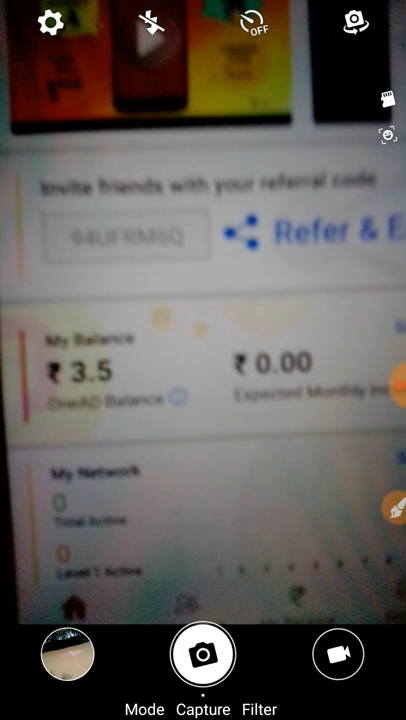 OFF
Invite friends with your referral code
Refer & E
My Balance
₹ 3.5
₹ 0.00
OneAD Balance
Expected Monthly
My Network
0
Total Active
0
Level 1 Active
Mode Capture Filter